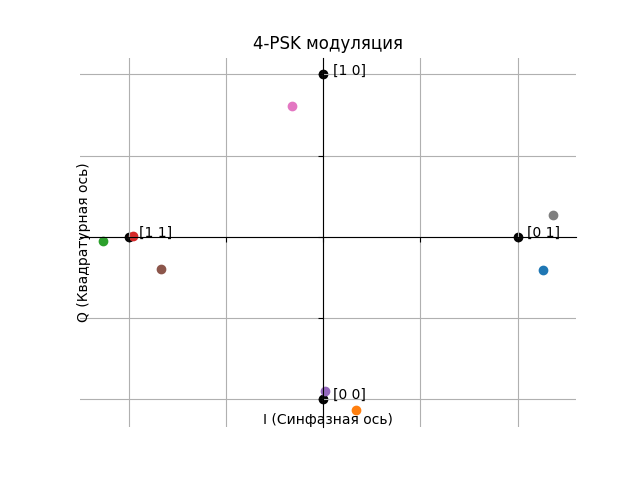 4-PSK модуляция
[1 0]
[1 1]
[0 1]
Q (Квадратурная ось)
[0 0]
I (Синфазная ось)